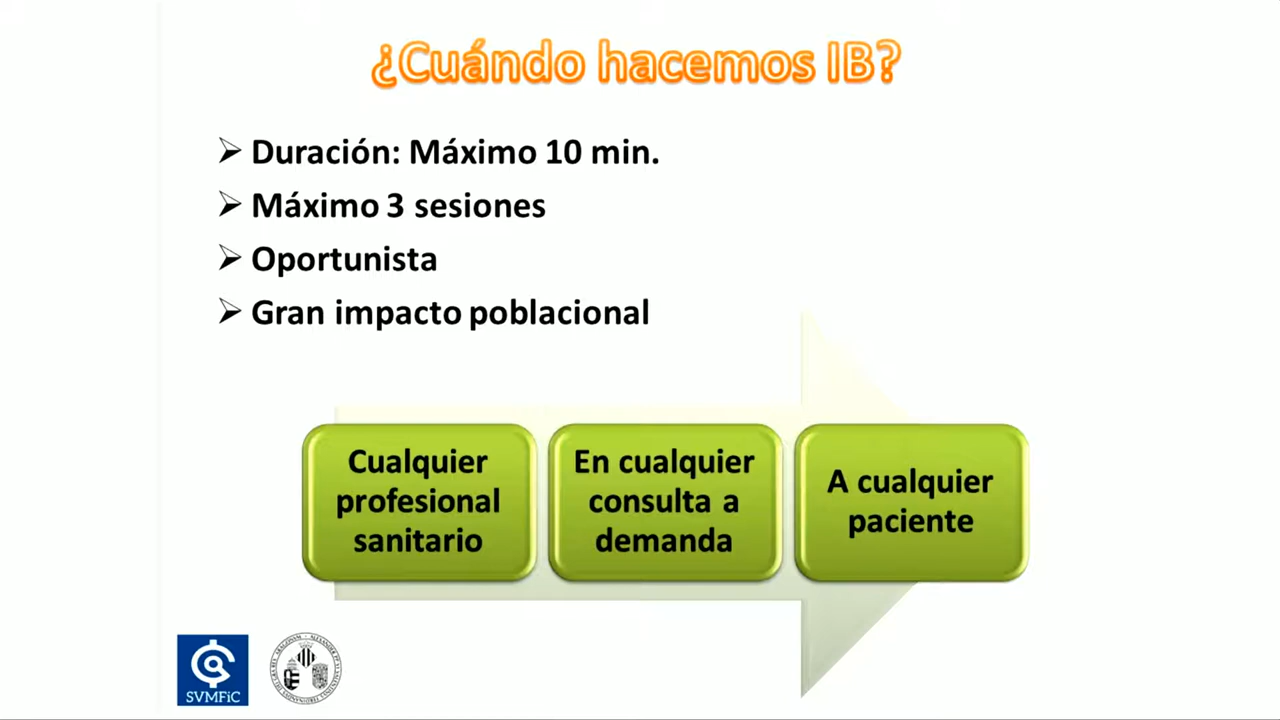 ¿Cuándo hacemos IB?
➢ Duración: Máximo 10 min.
➢ Máximo 3 sesiones
➢ Oportunista
➢ Gran impacto poblacional
Cualquier
profesional
sanitario
En cualquier
consulta a
demanda
A cualquier
paciente
SVMFiC